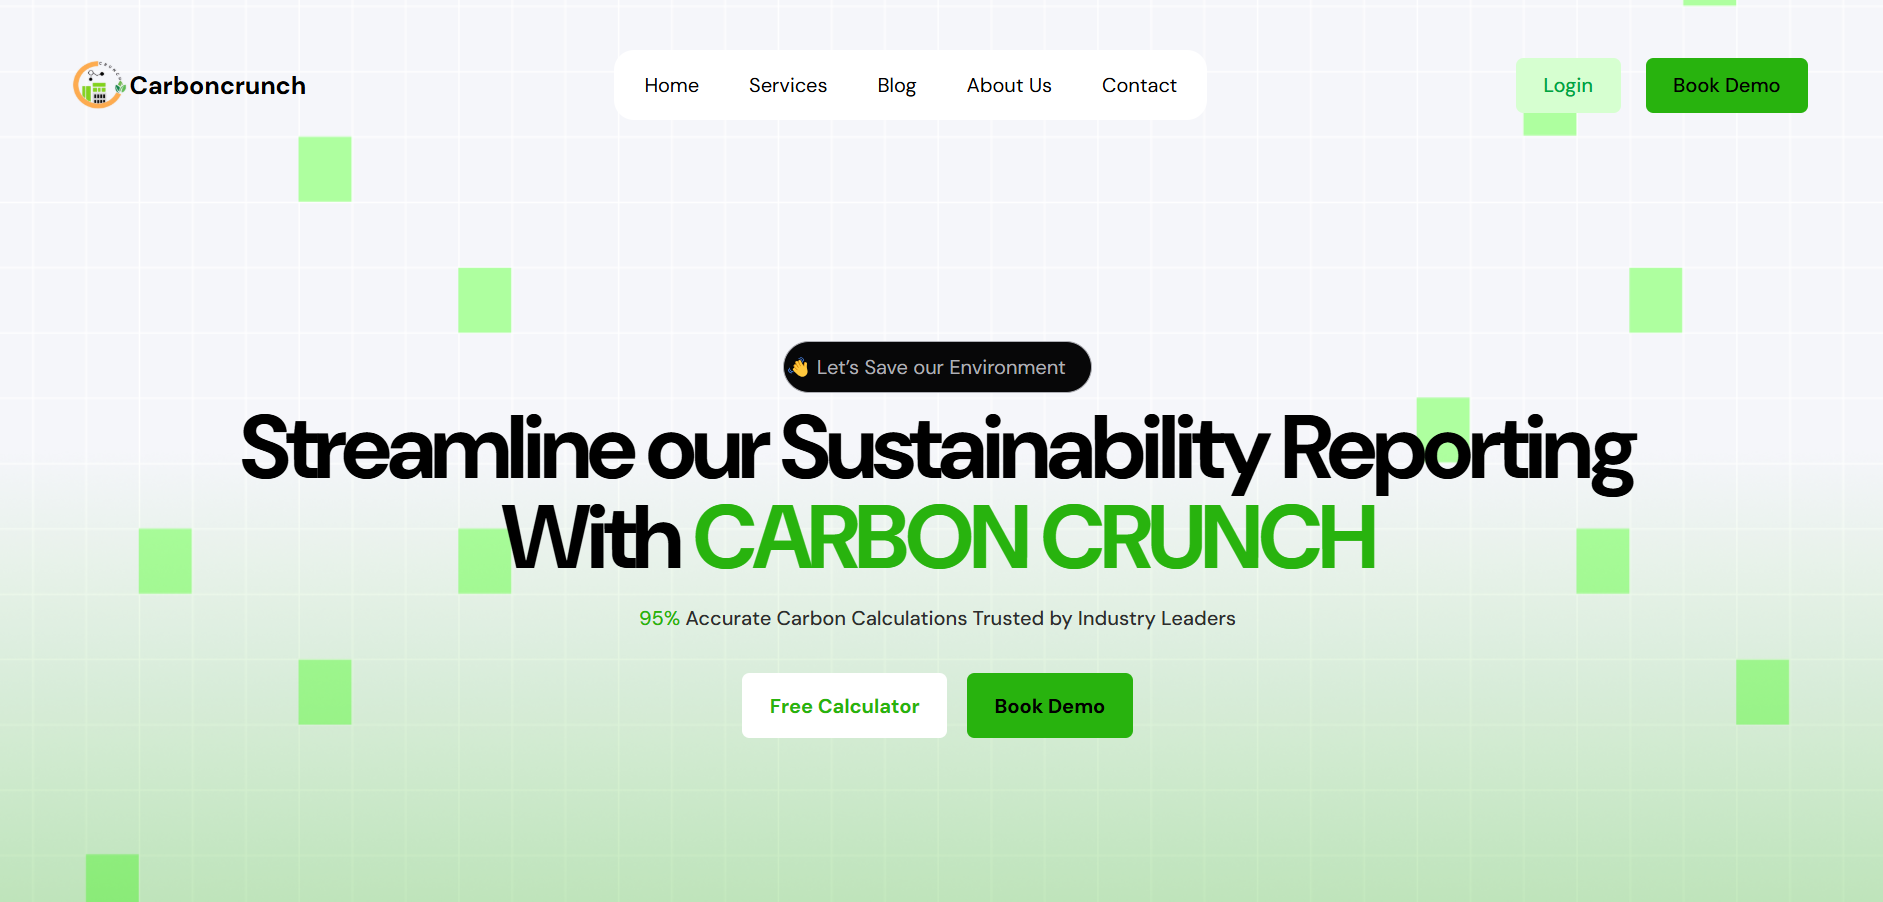 CRUNCH
Carboncrunch
Home
Services
Blog
About Us
Contact
Login
Book Demo
👋 Let’s Save our Environment
Streamline our Sustainability Reporting
With CARBON CRUNCH
95% Accurate Carbon Calculations Trusted by Industry Leaders
Free Calculator
Book Demo